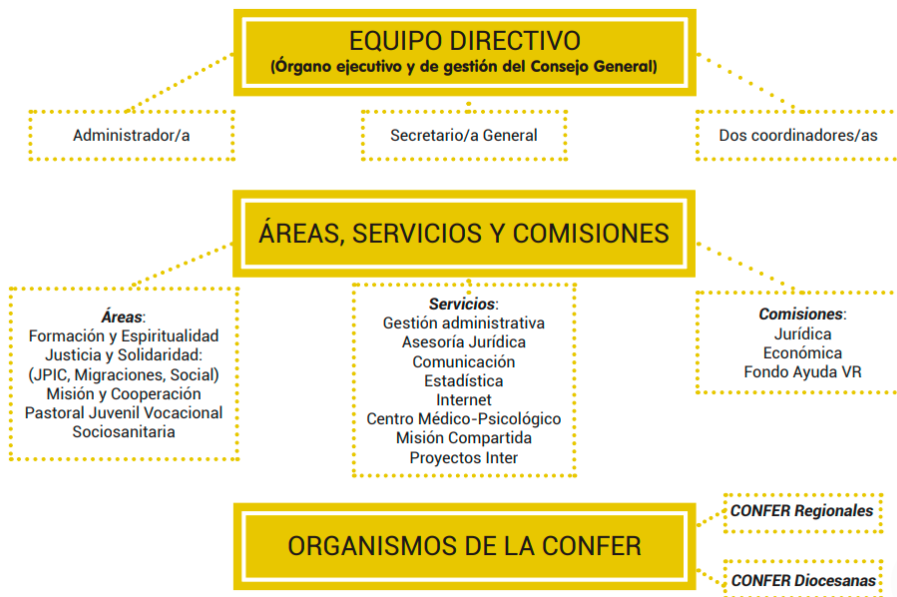 EQUIPO DIRECTIVO
(Órgano ejecutivo y de gestión del Consejo General)
Administrador/a
Secretario/a General
Dos coordinadores/as
ÁREAS, SERVICIOS Y COMISIONES
Áreas:
Formación y Espiritualidad
Justicia y Solidaridad:
(JPIC, Migraciones, Social)
Misión y Cooperación
Pastoral Juvenil Vocacional
Sociosanitaria
Servicios:
Gestión administrativa
Asesoría Jurídica
Comunicación
Estadística
Internet
Centro Médico-Psicológico
Misión Compartida
Proyectos Inter
Comisiones:
Jurídica
Económica
Fondo Ayuda VR
ORGANISMOS DE LA CONFER
CONFER Regionales
CONFER Diocesanas